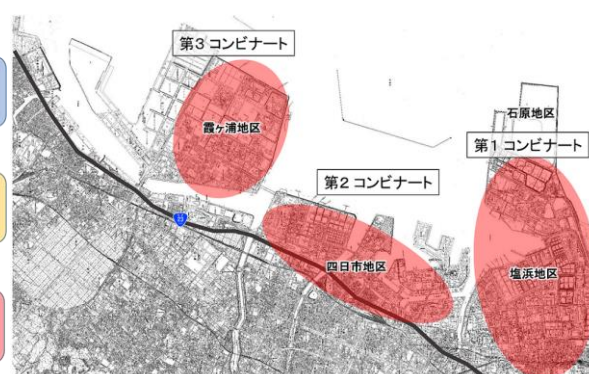 第3 コンビナート
霞ヶ浦地区
石原地区
第1 コンビナート
第2 コンビナート
四日市地区
塩浜地区